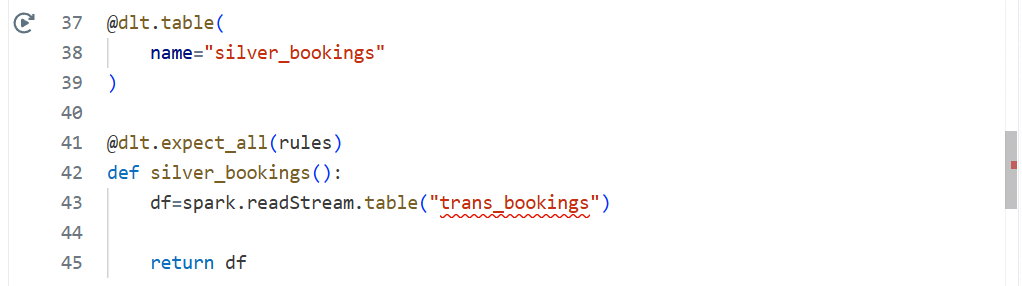 37 @dlt.table(
38     name="silver_bookings"
39 )
40
41 @dlt.expect_all(rules)
42 def silver_bookings():
43     df=spark.readStream.table("trans_bookings")
44
45     return df